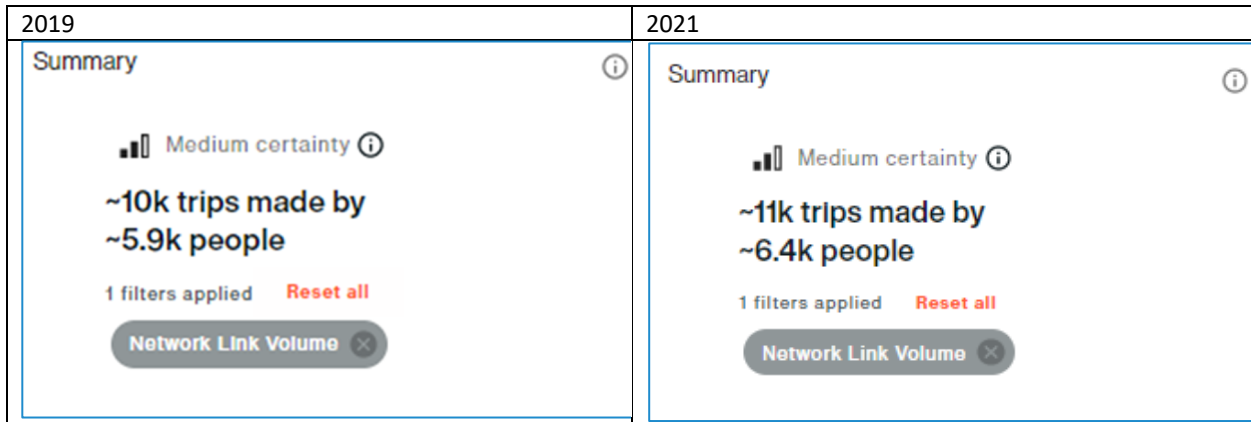 2019
Summary
Medium certainty
~10k trips made by
~5.9k people
1 filters applied Reset all
Network Link Volume
2021
Summary
Medium certainty
~11k trips made by
~6.4k people
1 filters applied Reset all
Network Link Volume